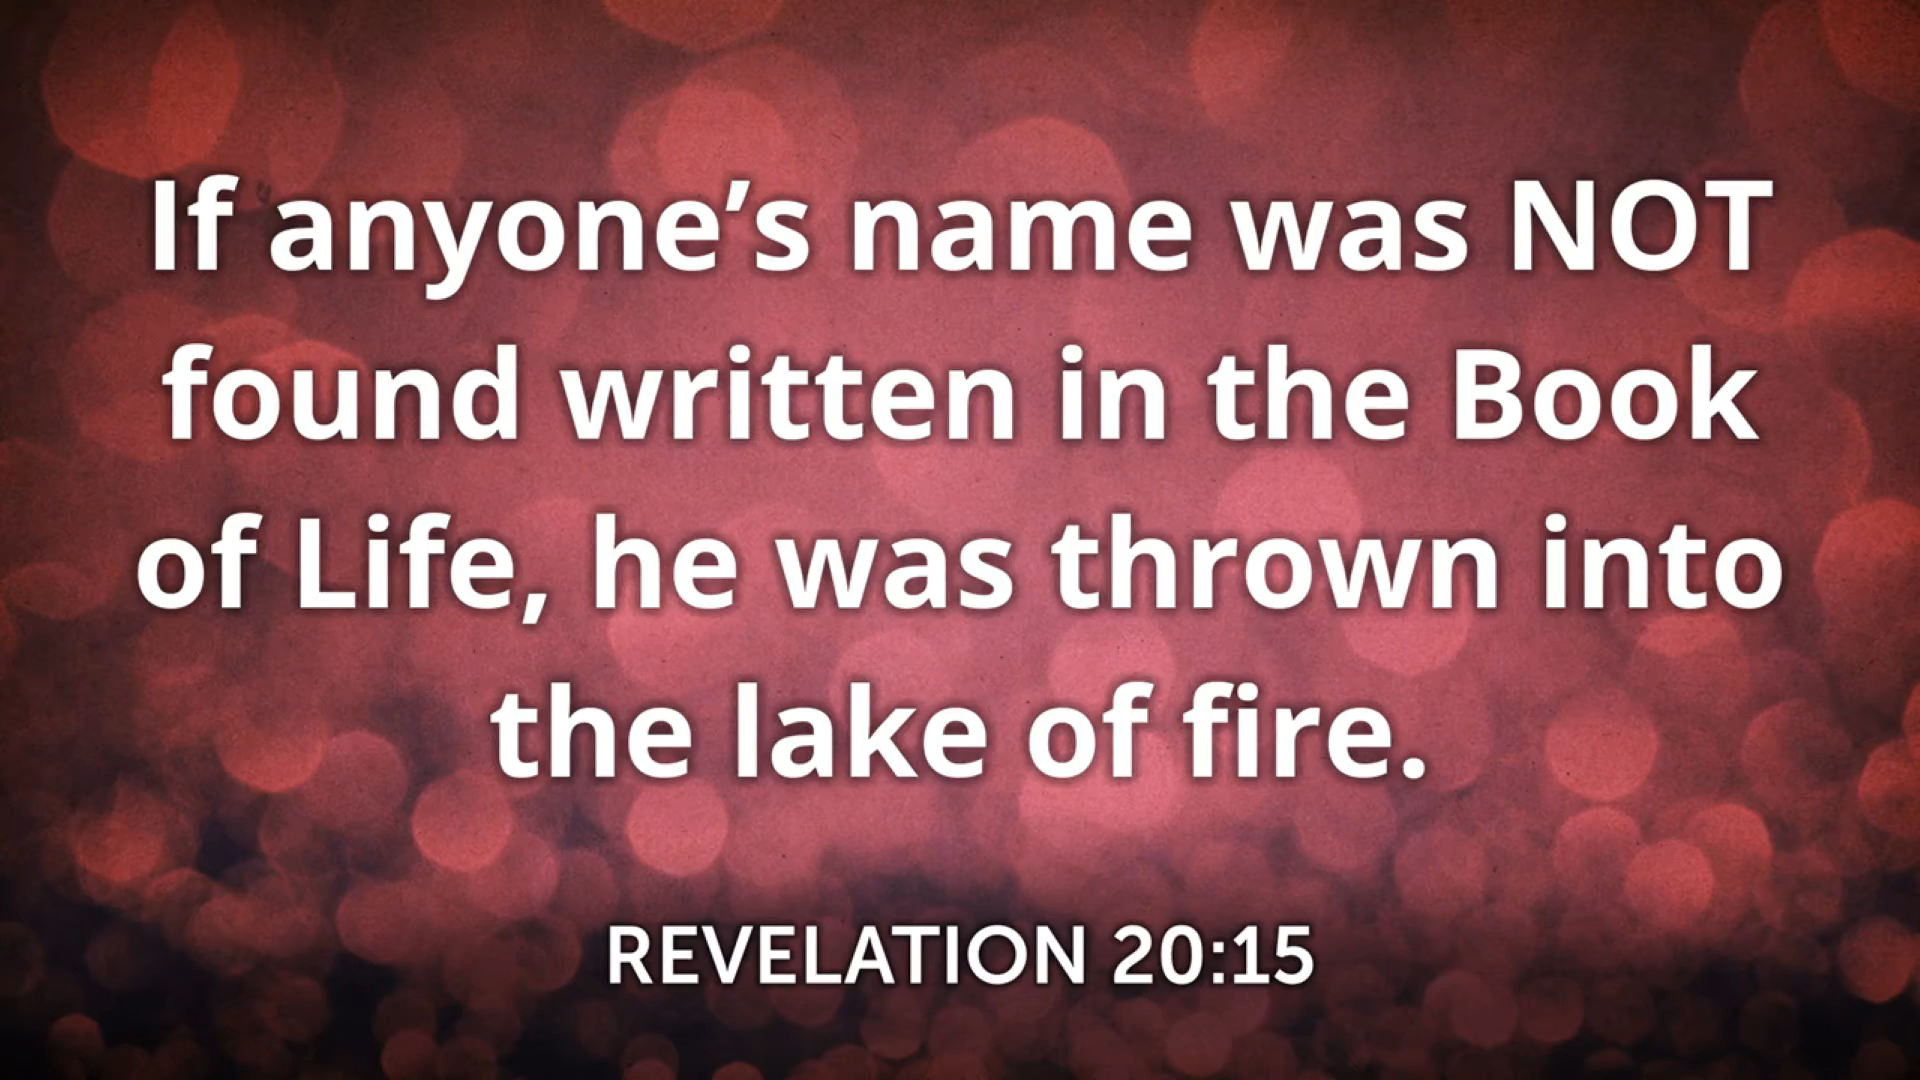 If anyone’s name was NOT
found written in the Book
of Life, he was thrown into
the lake of fire.
REVELATION 20:15